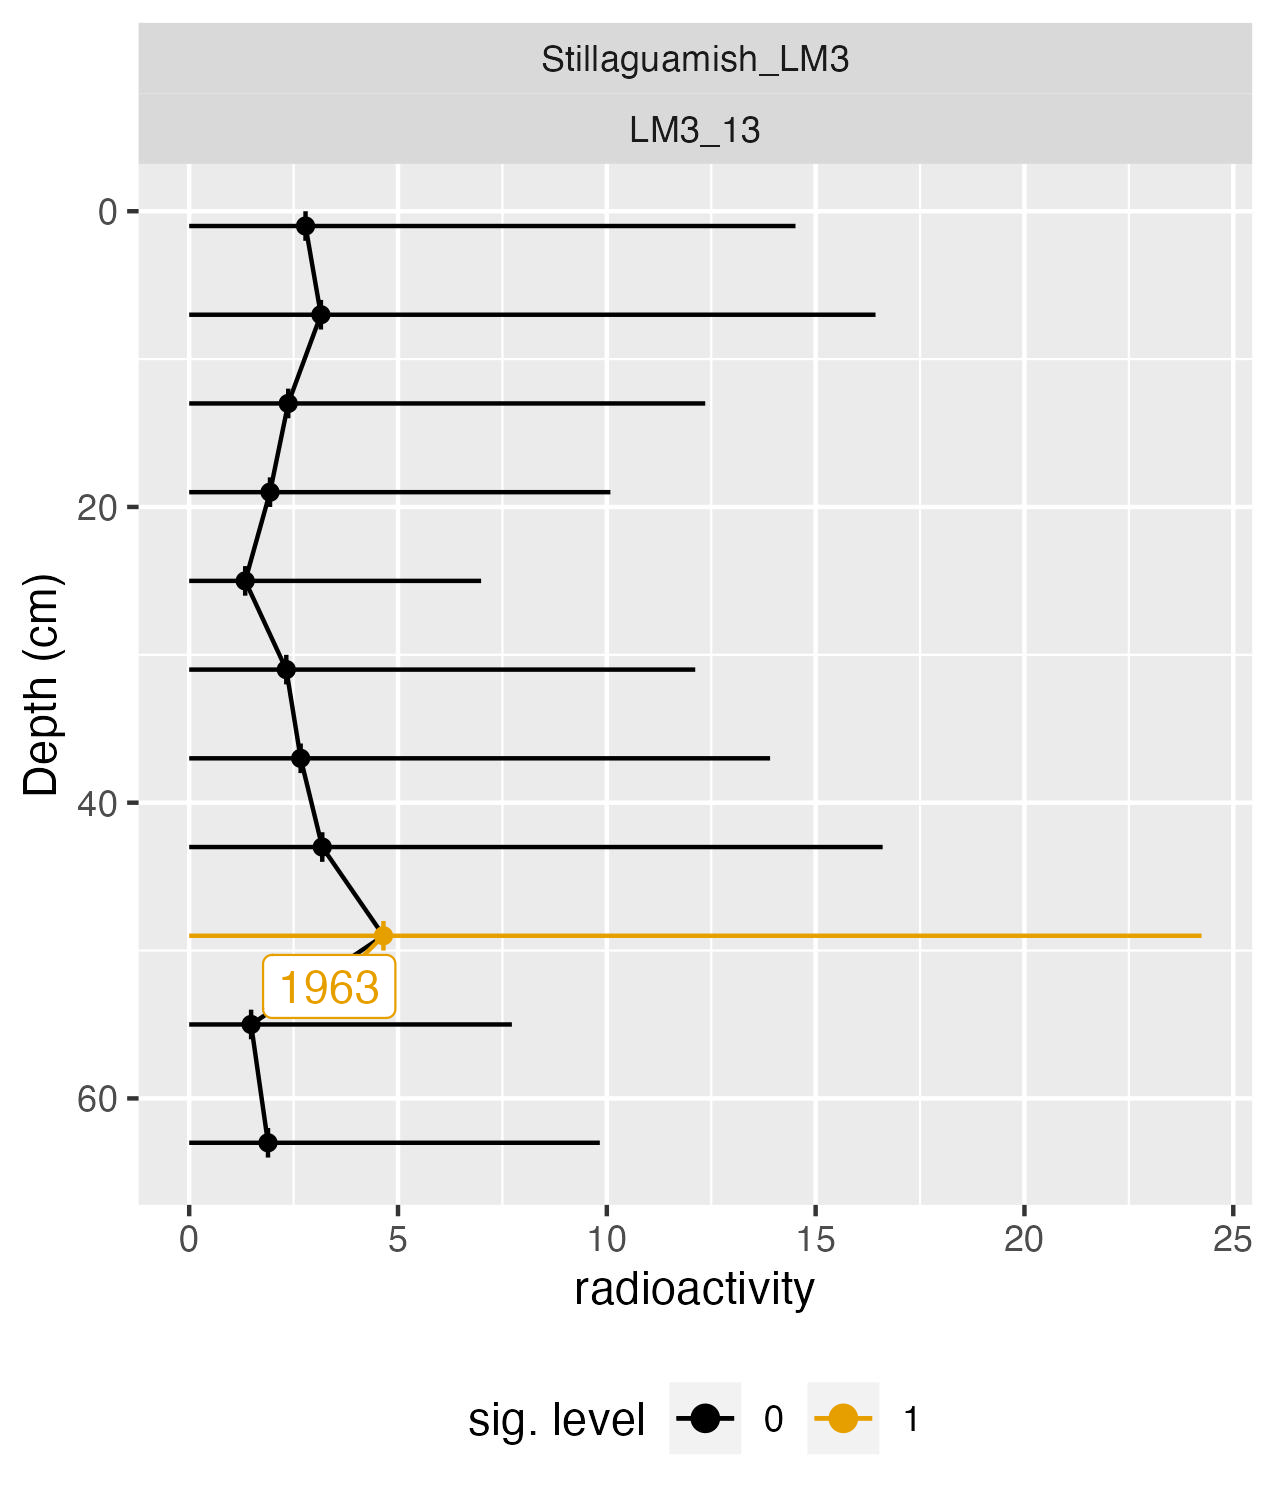 Stillaguamish_LM3
LM3_13
0
20
40
60
Depth (cm)
1963
0 5 10 15 20 25
radioactivity
sig. level 0 1